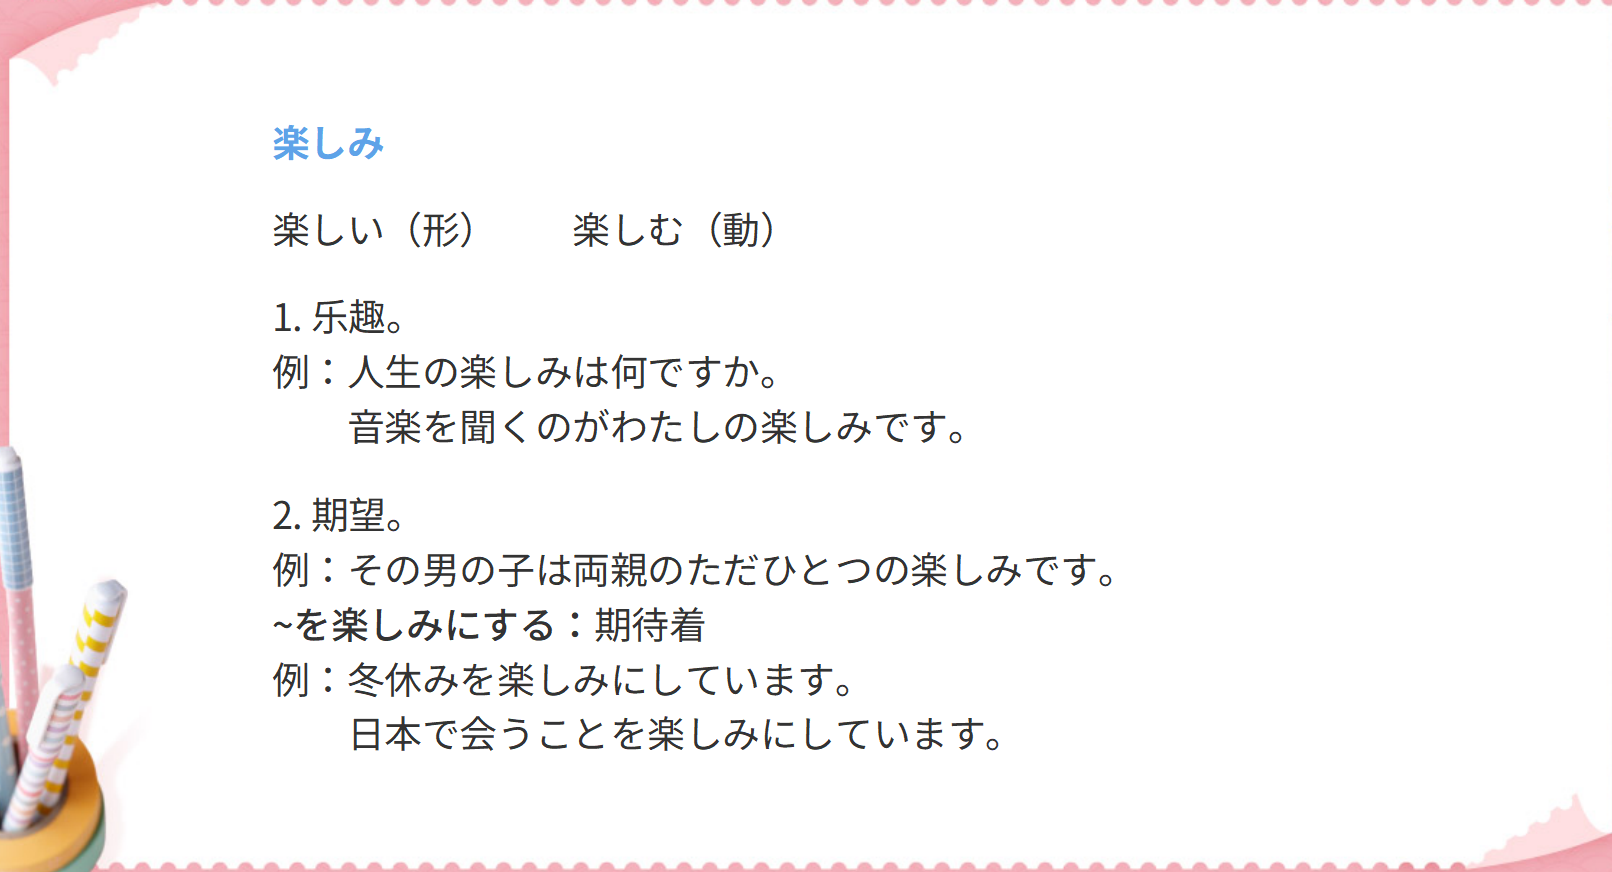 楽しみ
楽しい（形）　　楽しむ（動）
1. 乐趣。
例：人生の楽しみは何ですか。
音楽を聞くのがわたしの楽しみです。
2. 期望。
例：その男の子は両親のただひとつの楽しみです。
~を楽しみにする：期待着
例：冬休みを楽しみにしています。
日本で会うことを楽しみにしています。